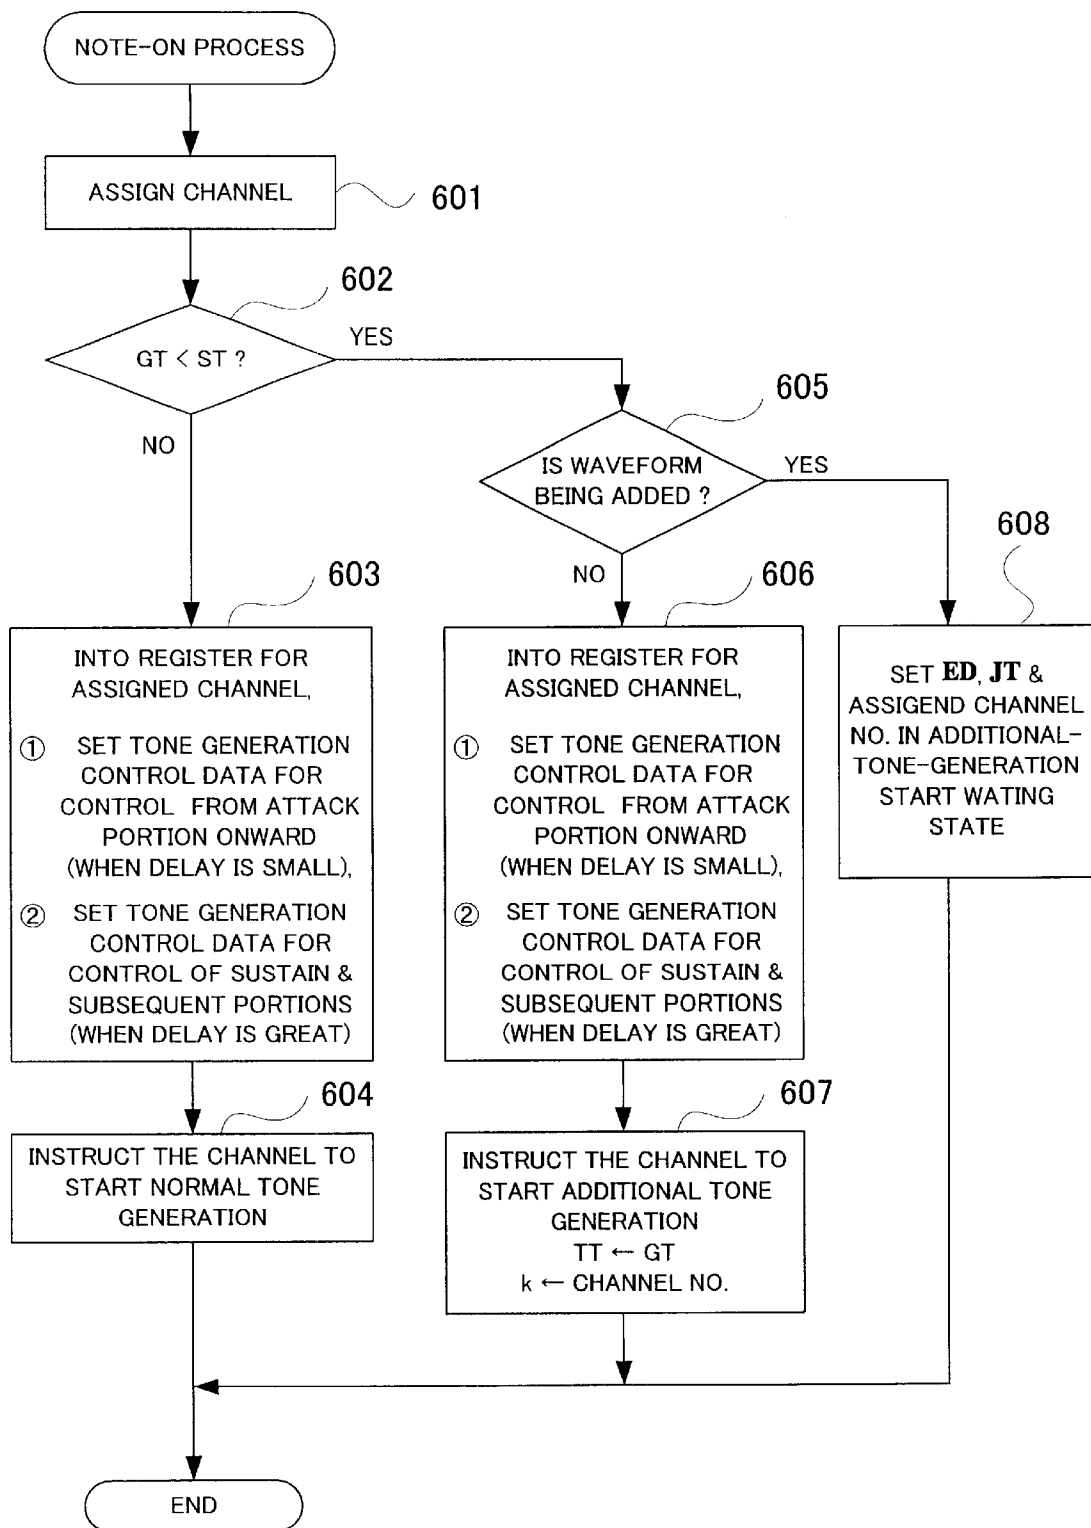 NOTE-ON PROCESS
ASSIGN CHANNEL
601
602
GT < ST ?
YES
NO
605
IS WAVEFORM
BEING ADDED ?
YES
NO
603
INTO REGISTER FOR
ASSIGNED CHANNEL,
① SET TONE GENERATION
CONTROL DATA FOR
CONTROL FROM ATTACK
PORTION ONWARD
(WHEN DELAY IS SMALL),
② SET TONE GENERATION
CONTROL DATA FOR
CONTROL OF SUSTAIN &
SUBSEQUENT PORTIONS
(WHEN DELAY IS GREAT)
606
INTO REGISTER FOR
ASSIGNED CHANNEL,
① SET TONE GENERATION
CONTROL DATA FOR
CONTROL FROM ATTACK
PORTION ONWARD
(WHEN DELAY IS SMALL),
② SET TONE GENERATION
CONTROL DATA FOR
CONTROL OF SUSTAIN &
SUBSEQUENT PORTIONS
(WHEN DELAY IS GREAT)
608
SET ED, JT &
ASSIGEND CHANNEL
NO. IN ADDITIONAL-
TONE-GENERATION
START WATING
STATE
604
INSTRUCT THE CHANNEL TO
START NORMAL TONE
GENERATION
607
INSTRUCT THE CHANNEL TO
START ADDITIONAL TONE
GENERATION
TT ← GT
k ← CHANNEL NO.
END